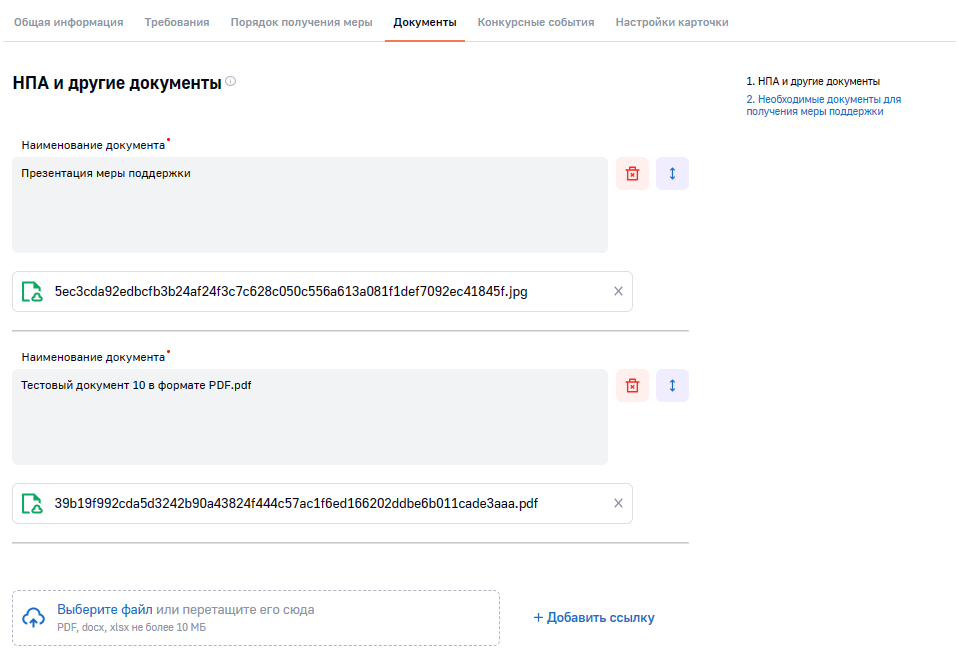 Общая информация Требования Порядок получения меры Документы Конкурсные события Настройки карточки
НПА и другие документы
1. НПА и другие документы
2. Необходимые документы для
получения меры поддержки
Наименование документа
Презентация меры поддержки
5ec3cda92edbcfb3b24af24f3c7c628c050c556a613a081f1def7092ec41845f.jpg
Наименование документа
Тестовый документ 10 в формате PDF.pdf
39b19f992cda5d3242b90a43824f444c57ac1f6ed166202ddbe6b011cade3aaa.pdf
Выберите файл или перетащите его сюда
PDF, docx, xlsx не более 10 МБ
+ Добавить ссылку